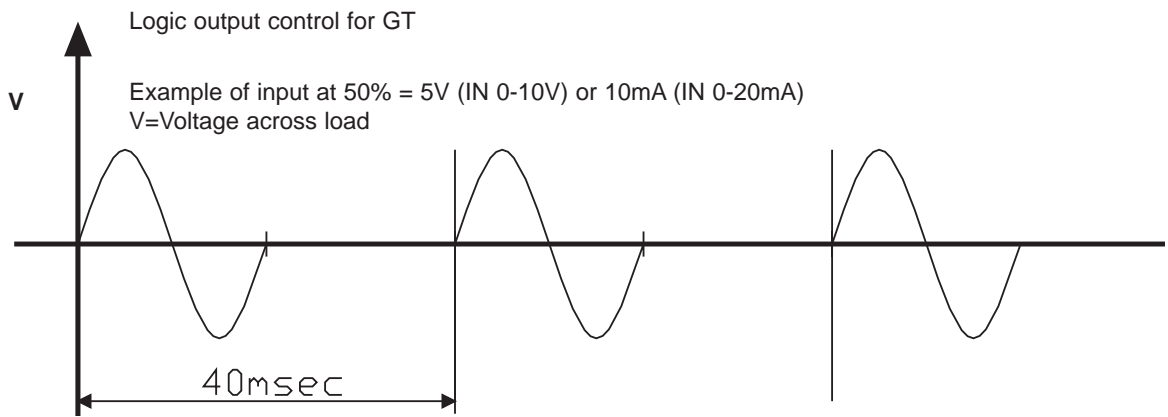 Logic output control for GT
Example of input at 50% = 5V (IN 0-10V) or 10mA (IN 0-20mA)
V
V=Voltage across load
40msec